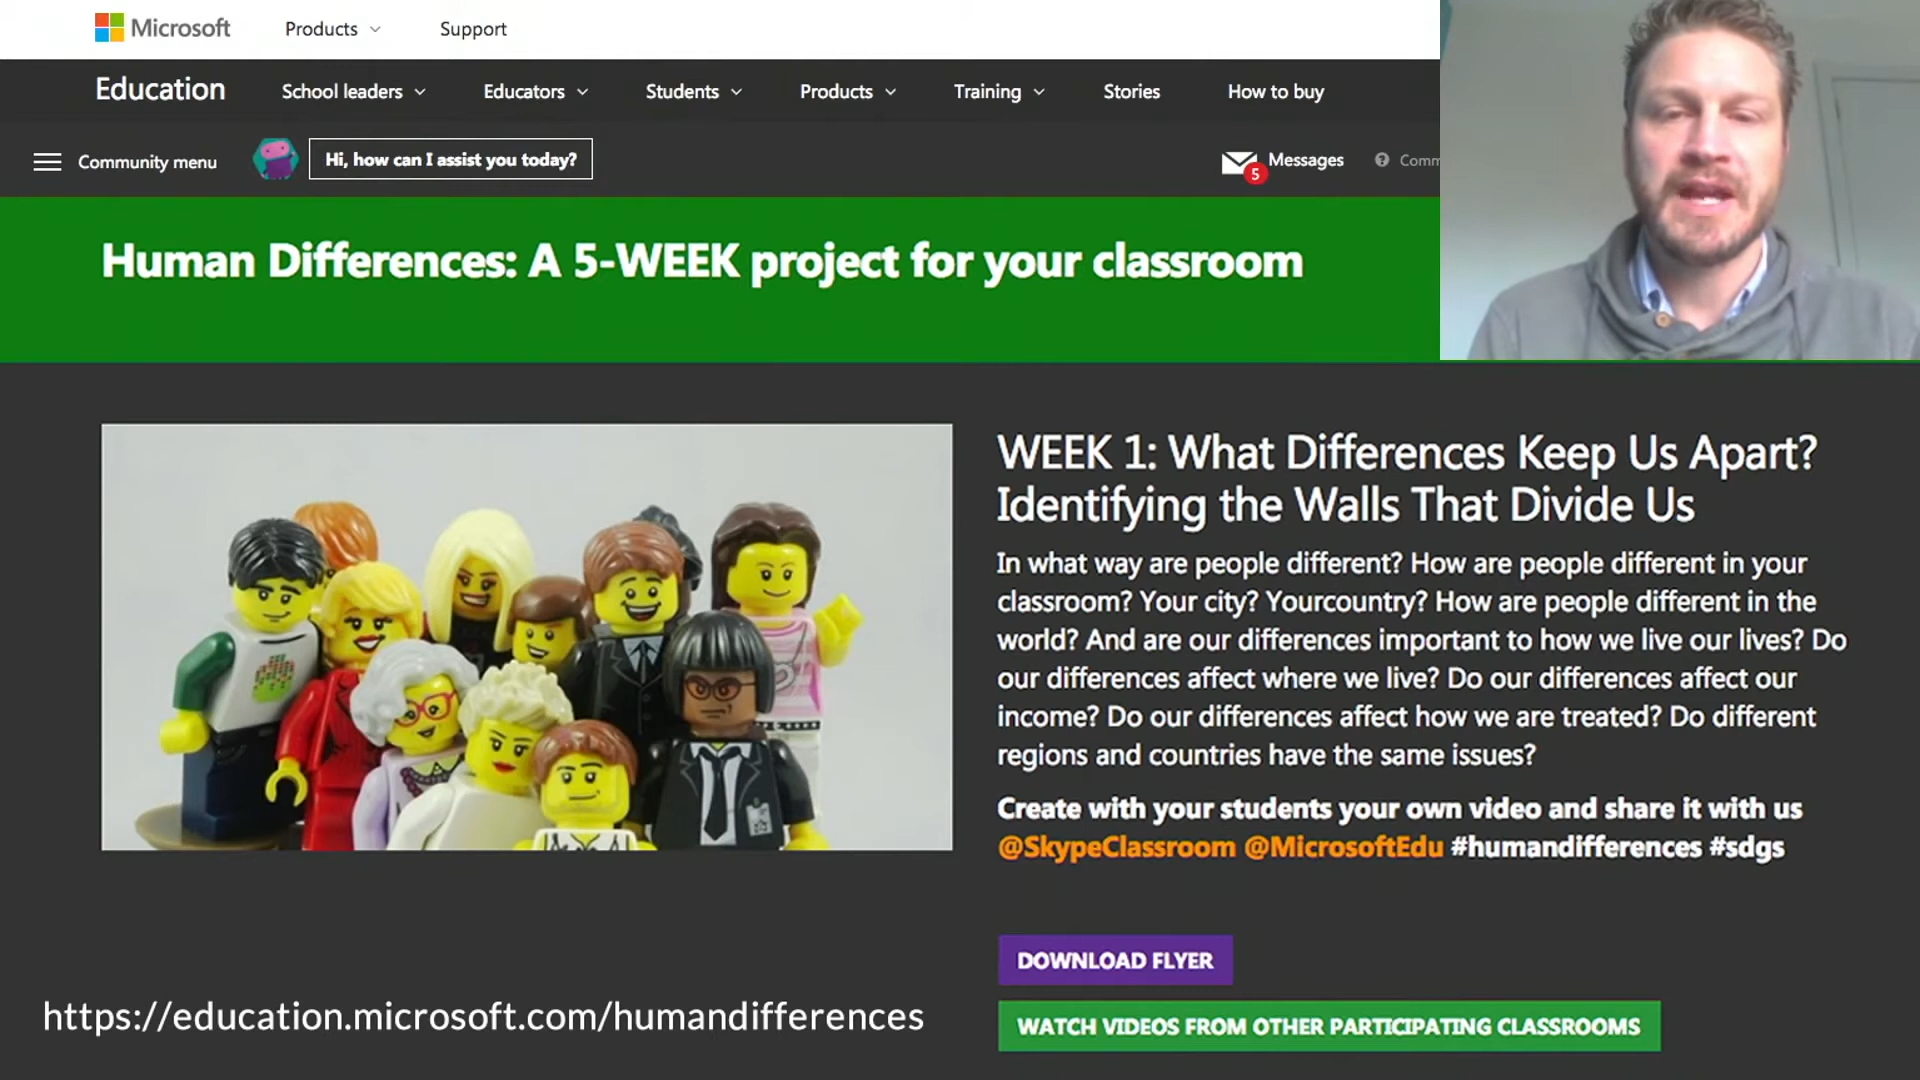 Microsoft Products Support
Education School leaders Educators Students Products Training Stories How to buy
Community menu Hi, how can I assist you today? 5 Messages Comm
Human Differences: A 5-WEEK project for your classroom
WEEK 1: What Differences Keep Us Apart?
Identifying the Walls That Divide Us
In what way are people different? How are people different in your
classroom? Your city? Yourcountry? How are people different in the
world? And are our differences important to how we live our lives? Do
our differences affect where we live? Do our differences affect our
income? Do our differences affect how we are treated? Do different
regions and countries have the same issues?
Create with your students your own video and share it with us
@SkypeClassroom @MicrosoftEdu #humandifferences #sdgs
DOWNLOAD FLYER
WATCH VIDEOS FROM OTHER PARTICIPATING CLASSROOMS
https://education.microsoft.com/humandifferences